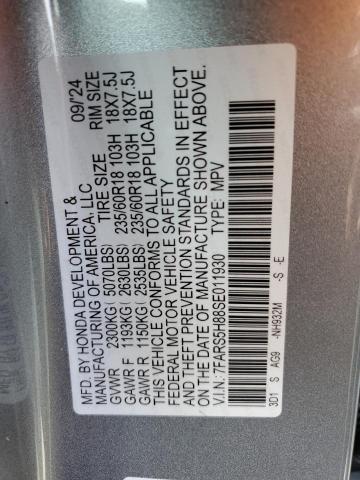 MFD. BY HONDA DEVELOPMENT & 09/'24
MANUFACTURING OF AMERICA, LLC
TIRE SIZE RIM SIZE
GVWR 2300KG( 5070LBS)
GAWR F 1193KG( 2630LBS) 235/60R18 103H 18X7.5J
GAWR R 1150KG( 2535LBS) 235/60R18 103H 18X7.5J
THIS VEHICLE CONFORMS TO ALL APPLICABLE
FEDERAL MOTOR VEHICLE SAFETY
AND THEFT PREVENTION STANDARDS IN EFFECT
ON THE DATE OF MANUFACTURE SHOWN ABOVE.
V.I.N.: 7FARS5H88SE011930 TYPE: MPV
3D1 S AG9 -NH932M -S -E